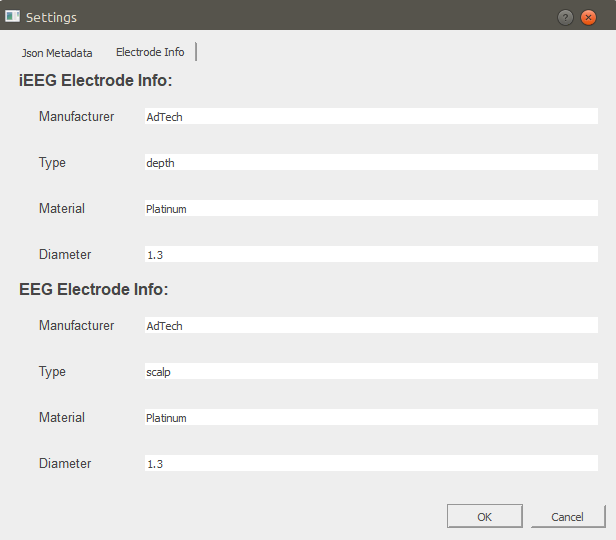 Settings ?
Json Metadata Electrode Info
iEEG Electrode Info:
Manufacturer AdTech
Type depth
Material Platinum
Diameter 1.3
EEG Electrode Info:
Manufacturer AdTech
Type scalp
Material Platinum
Diameter 1.3
OK Cancel